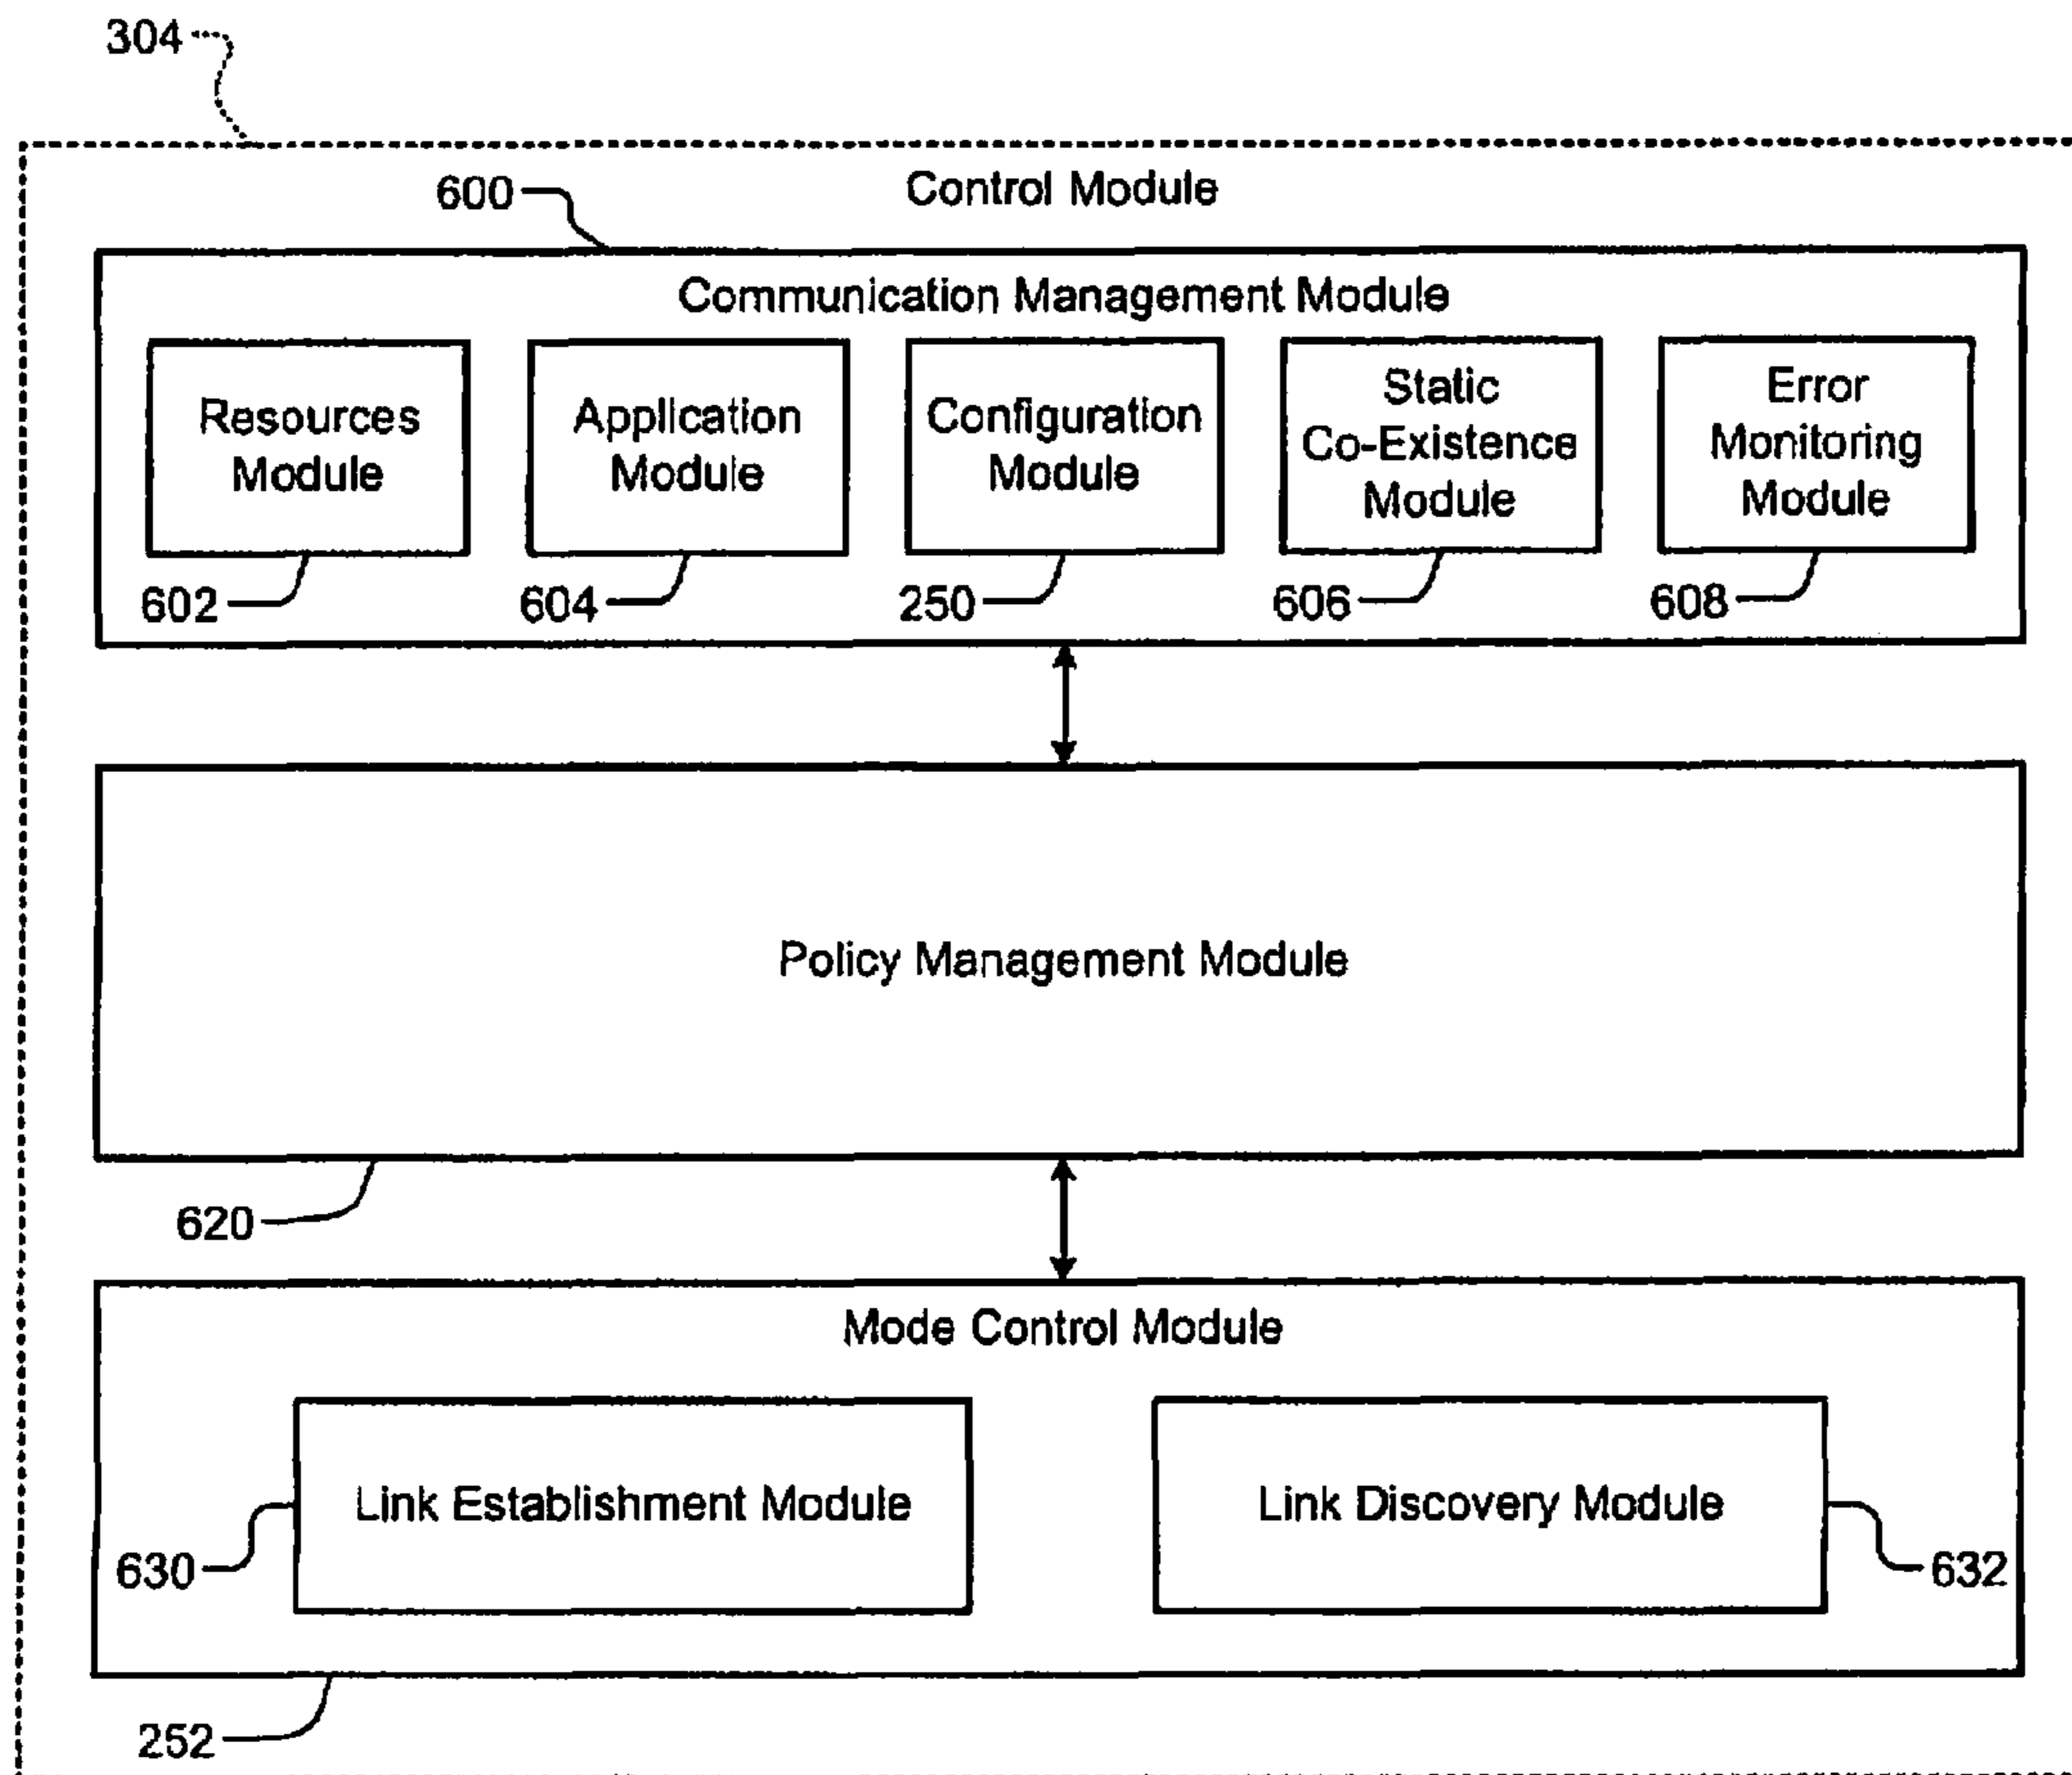 304
Control Module
600
Communication Management Module
Resources
Module
Application
Module
Configuration
Module
Static
Co-Existence
Module
Error
Monitoring
Module
602
604
250
606
608
Policy Management Module
620
Mode Control Module
Link Establishment Module
Link Discovery Module
630
632
252